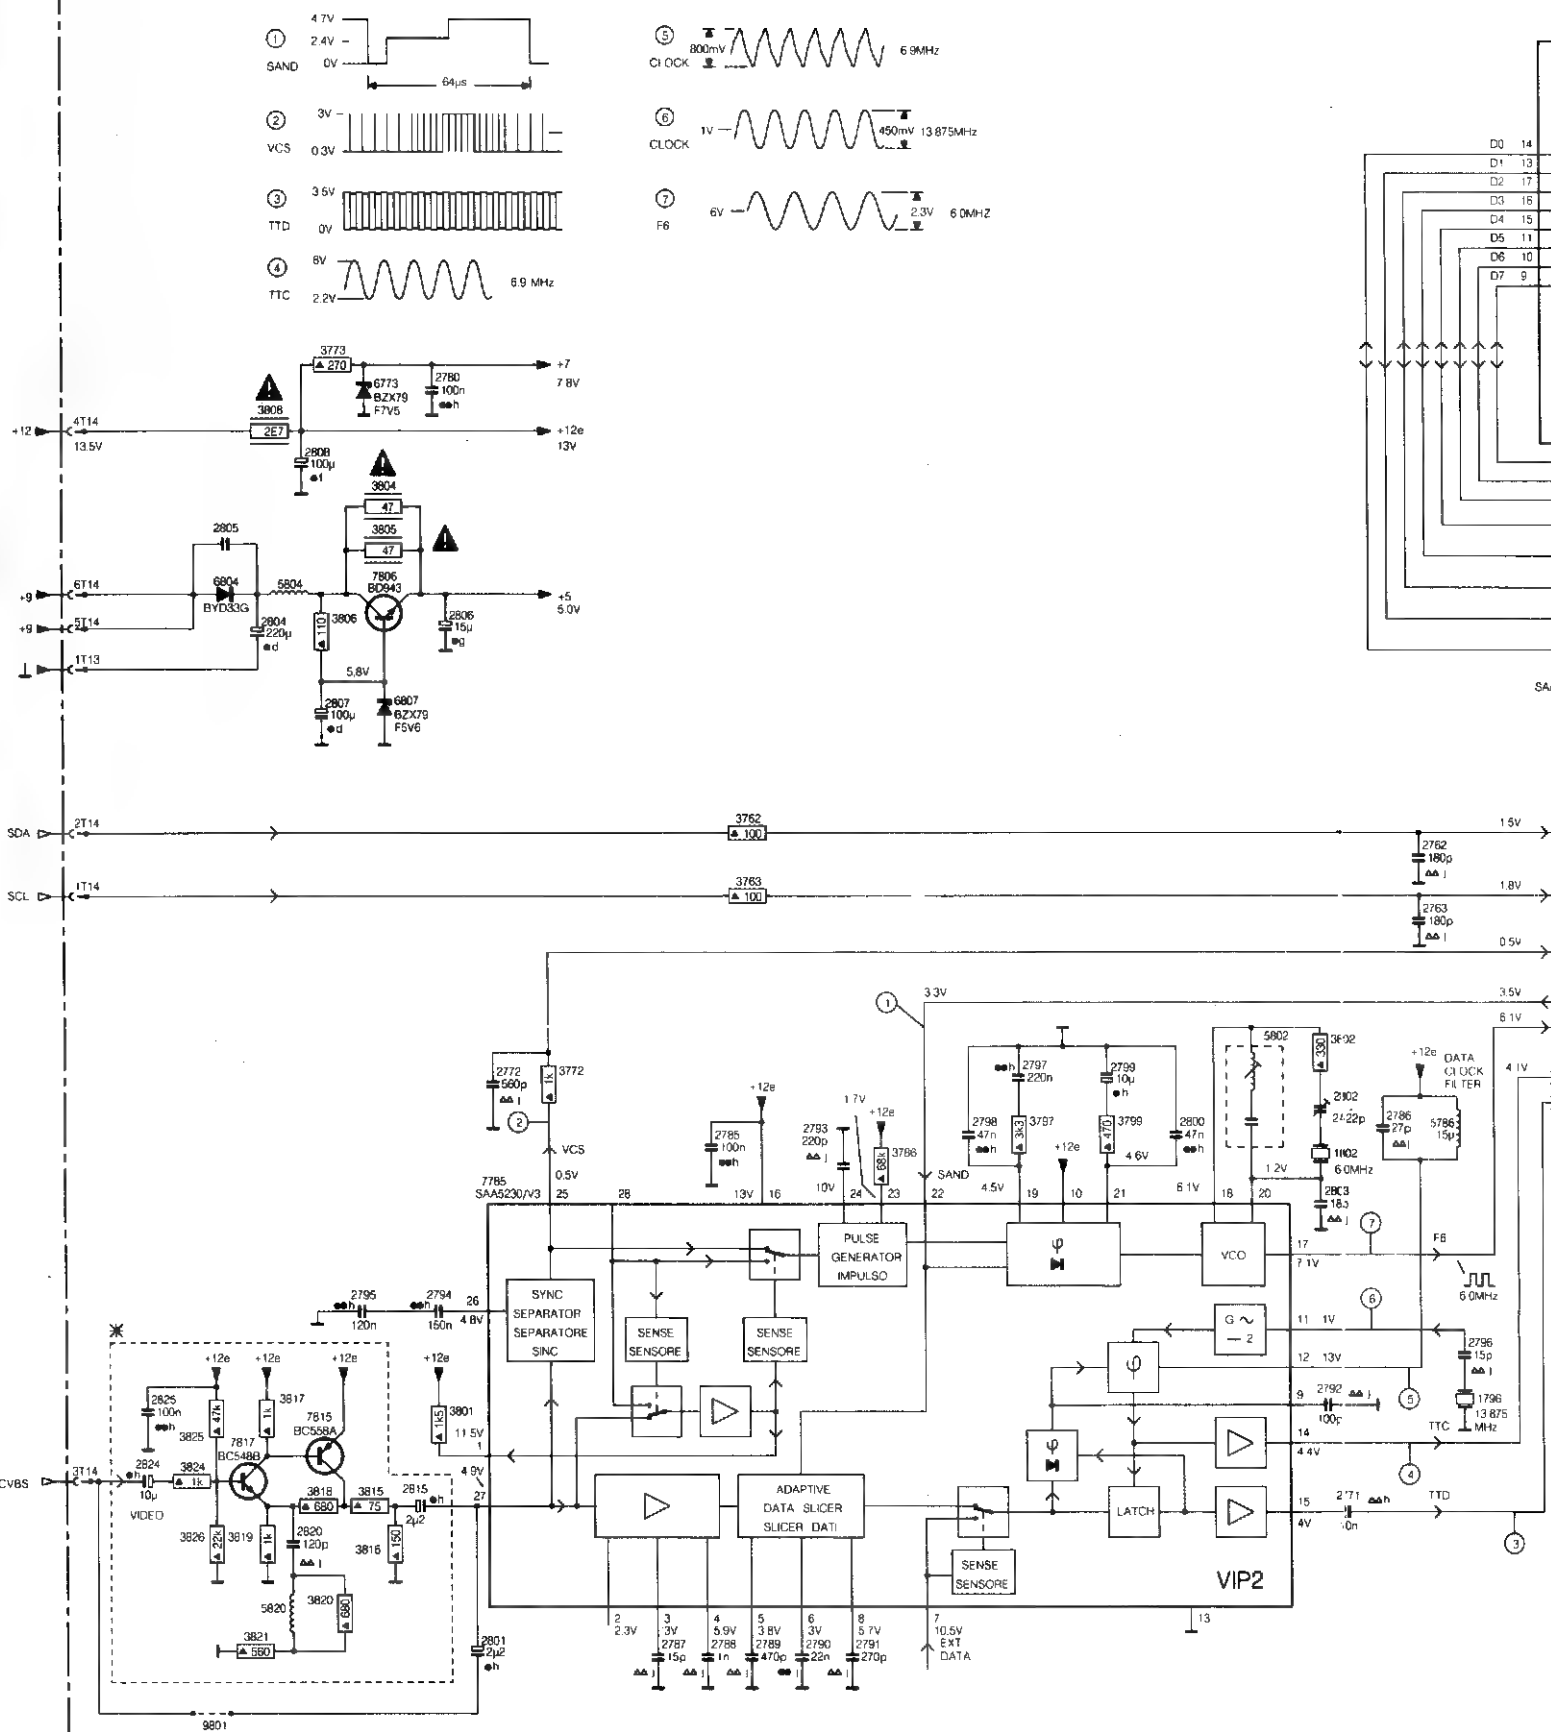 1
SAND
4.7V
2.4V
0V
64µs
2
VCS
3V
0.3V
3
TTD
3.5V
0V
4
TTC
8V
2.2V
6.9 MHz
5
CLOCK
800mV
6.9MHz
6
CLOCK
1V
450mV 13.875MHz
7
F6
6V
2.3V 6.0MHZ
D0 14
D1 13
D2 17
D3 16
D4 15
D5 11
D6 10
D7 9
3773
270
6773
BZX79
F7V5
2780
100n
h
+7
7.8V
+12
4T14
13.5V
3808
2E7
2808
100µ
+12e
13V
3804
47
3805
47
7806
BD943
2805
+9
6T14
6804
BYD33G
5804
+9
5T14
2804
220µ
d
3806
110
2806
15µ
g
+5
5.0V
1T13
5,8V
2807
100µ
d
6807
BZX79
F5V6
SDA
2T14
3762
100
1.5V
2762
180p
j
SCL
1T14
3763
100
1.8V
2763
180p
j
0.5V
1
3.3V
3.5V
6.1V
4.1V
2772
560p
j
3772
1k
2
VCS
0.5V
2785
100n
h
+12e
13V
2793
220p
j
10V
1.7V
+12e
3786
68k
SAND
2797
220n
h
2798
47n
h
3797
3k3
4.5V
+12e
2799
10µ
h
3799
470
4.6V
2800
47n
h
6.1V
5802
3802
330
2802
2-22p
1802
6.0MHz
1.2V
2803
18p
j
+12e
DATA
CLOCK
FILTER
2786
27p
j
5786
15µ
7785
SAA5230/V3
25
28
16
24
23
22
19
10
21
18
20
PULSE
GENERATOR
IMPULSO
φ
VCO
17
7.1V
7
F6
6.0MHz
2795
120n
h
2794
150n
h
26
4.8V
SYNC
SEPARATOR
SEPARATORE
SINC
SENSE
SENSORE
SENSE
SENSORE
G
2
11 1V
6
12 13V
2796
15p
j
1796
13.875
MHz
φ
9
2792
100p
5
+12e
+12e
+12e
+12e
2825
100n
h
47k
3825
3817
1k
7815
BC558A
7817
BC548B
3801
1k5
11.5V
1
φ
14
4.4V
TTC
4
CVBS
3T14
2824
10µ
h
VIDEO
3824
1k
3818
680
3815
75
2815
2µ2
h
4.9V
27
ADAPTIVE
DATA SLICER
SLICER DATI
LATCH
15
4V
2771
10n
h
TTD
3
3826
22k
3819
1k
2820
120p
j
3816
150
SENSE
SENSORE
VIP2
5820
3820
680
3821
560
2801
2µ2
h
2
2.3V
3
3V
2787
15p
j
4
5.9V
2788
1n
j
5
3.8V
2789
470p
j
6
3V
2790
22n
j
8
5.7V
2791
270p
j
7
10.5V
EXT
DATA
13
9801